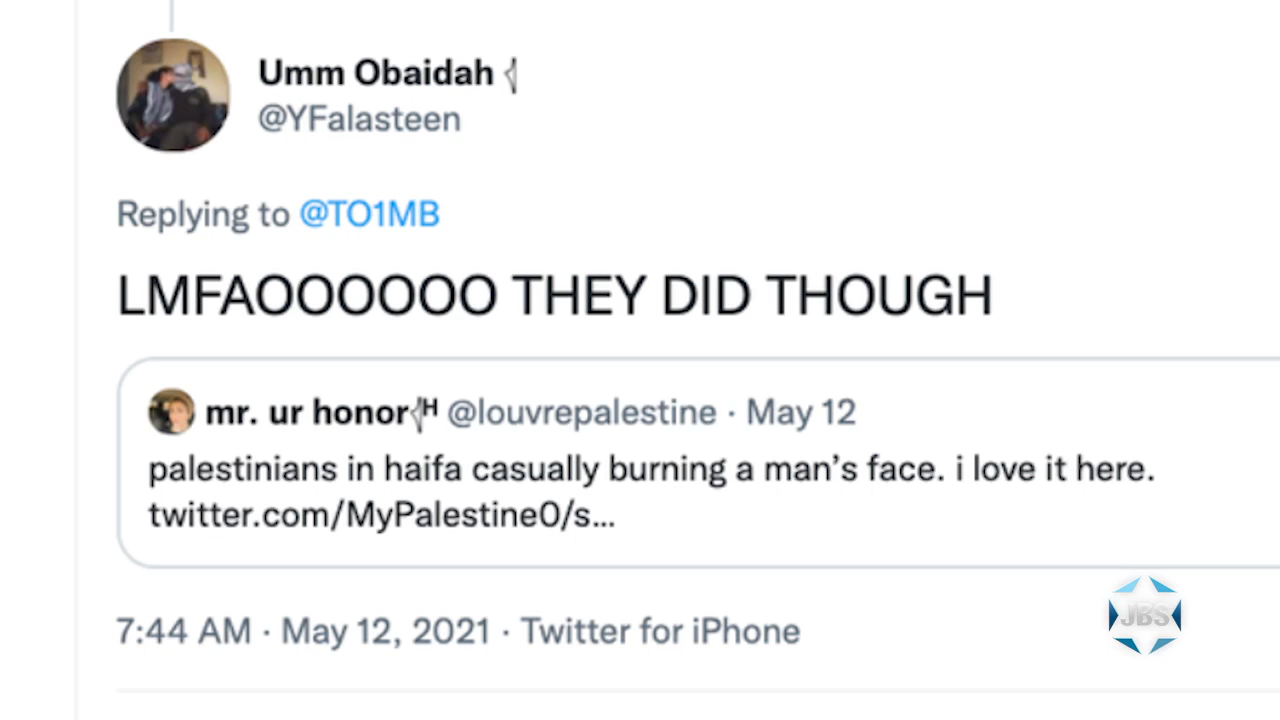 Umm Obaidah
@YFalasteen
Replying to @TO1MB
LMFAOOOOOO THEY DID THOUGH
mr. ur honor ᴴ @louvrepalestine · May 12
palestinians in haifa casually burning a man’s face. i love it here.
twitter.com/MyPalestine0/s...
7:44 AM · May 12, 2021 · Twitter for iPhone
JBS